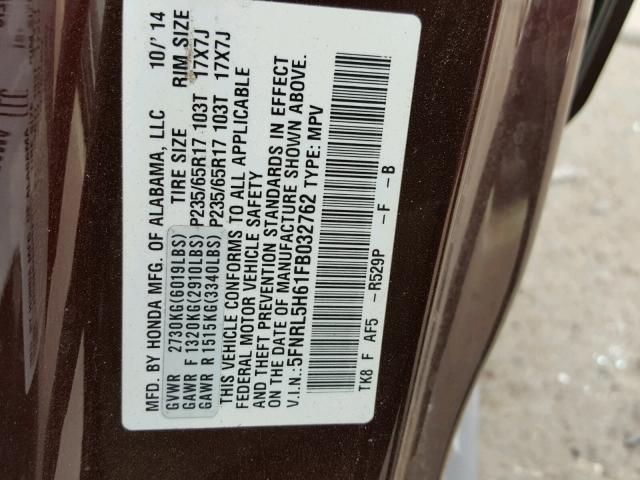 MFD. BY HONDA MFG. OF ALABAMA, LLC 10/'14
TIRE SIZE RIM SIZE
GVWR 2730KG(6019LBS)
GAWR F 1320KG(2910LBS) P235/65R17 103T 17X7J
GAWR R 1515KG(3340LBS) P235/65R17 103T 17X7J
THIS VEHICLE CONFORMS TO ALL APPLICABLE
FEDERAL MOTOR VEHICLE SAFETY
AND THEFT PREVENTION STANDARDS IN EFFECT
ON THE DATE OF MANUFACTURE SHOWN ABOVE.
V.I.N.:5FNRL5H61FB032762 TYPE: MPV
TK8 F AF5 -R529P -F -B